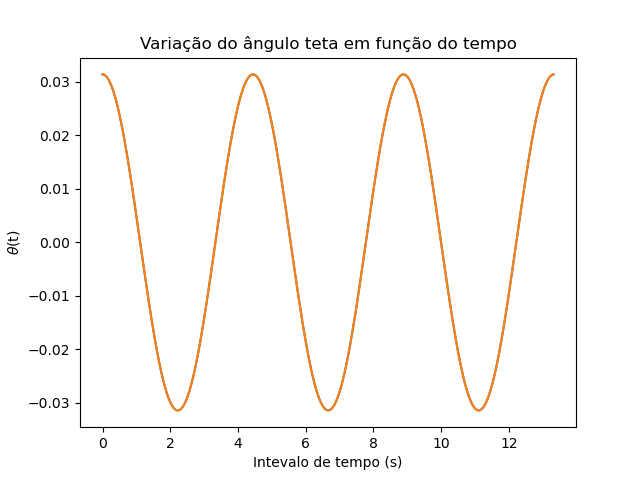 Variação do ângulo teta em função do tempo
0.03
0.02
0.01
0.00
−0.01
−0.02
−0.03
θ(t)
0 2 4 6 8 10 12
Intevalo de tempo (s)